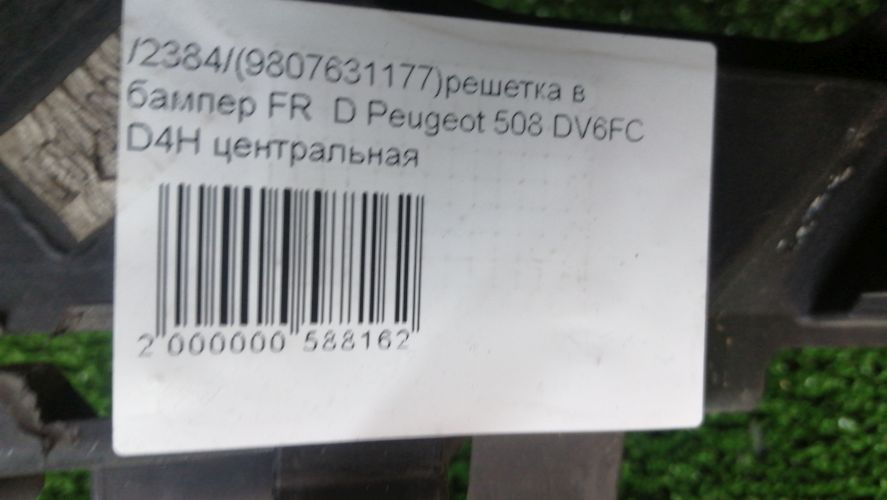 /2384/(9807631177)решетка в
бампер FR D Peugeot 508 DV6FC
D4H центральная
2 000000 588162